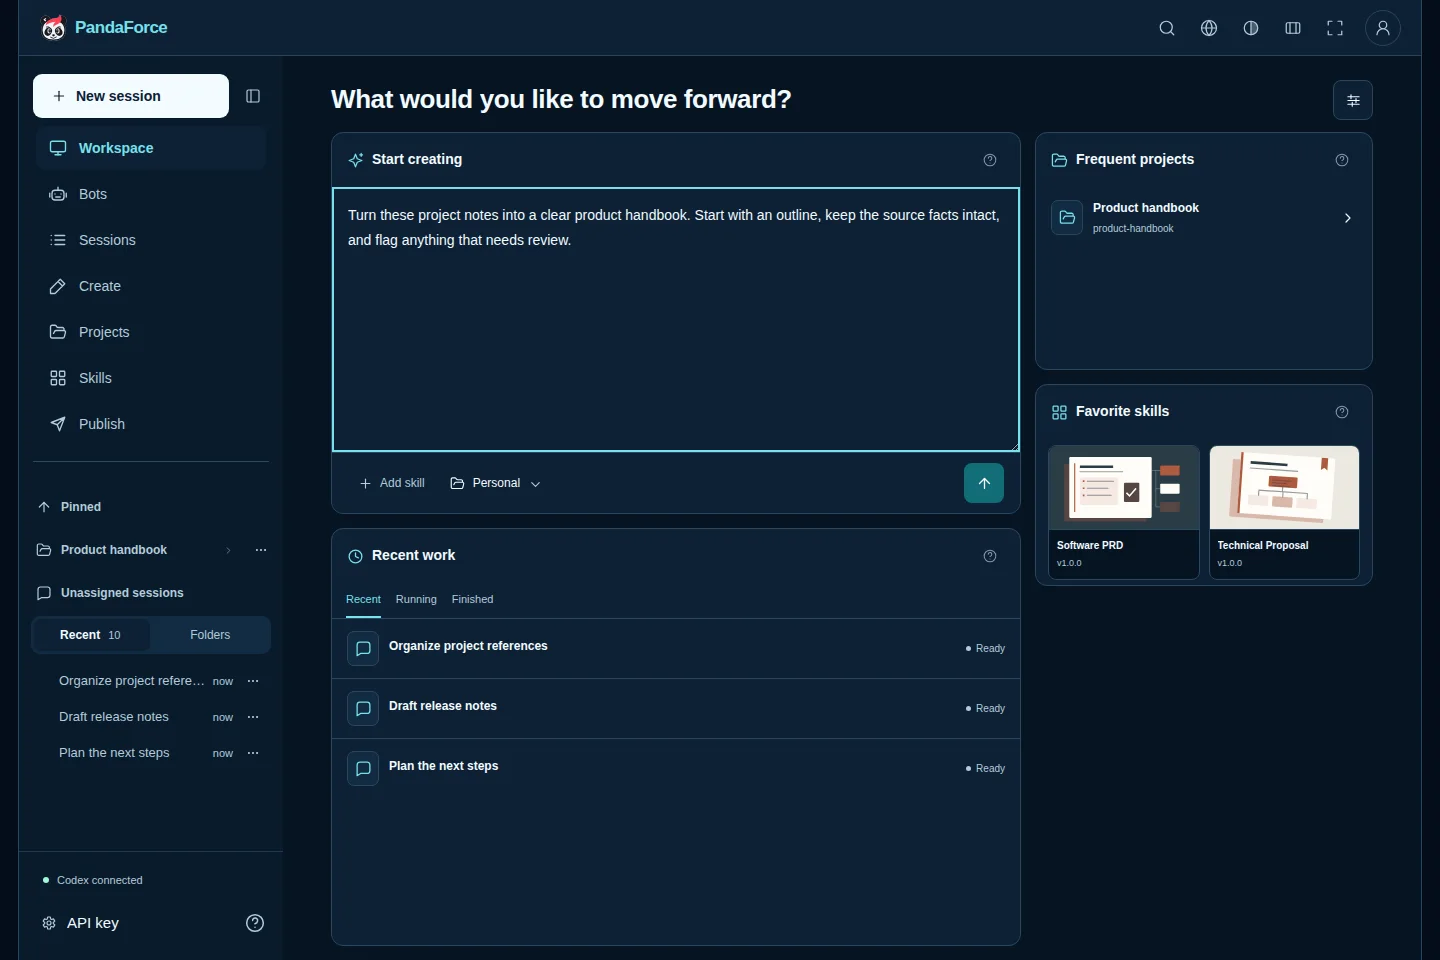 PandaForce
New session
Workspace
Bots
Sessions
Create
Projects
Skills
Publish
Pinned
Product handbook
Unassigned sessions
Recent 10
Folders
Organize project refere... now
Draft release notes now
Plan the next steps now
Codex connected
API key
What would you like to move forward?
Start creating
Turn these project notes into a clear product handbook. Start with an outline, keep the source facts intact,
and flag anything that needs review.
Add skill
Personal
Recent work
Recent
Running
Finished
Organize project references
Ready
Draft release notes
Ready
Plan the next steps
Ready
Frequent projects
Product handbook
product-handbook
Favorite skills
Software PRD
v1.0.0
Technical Proposal
v1.0.0